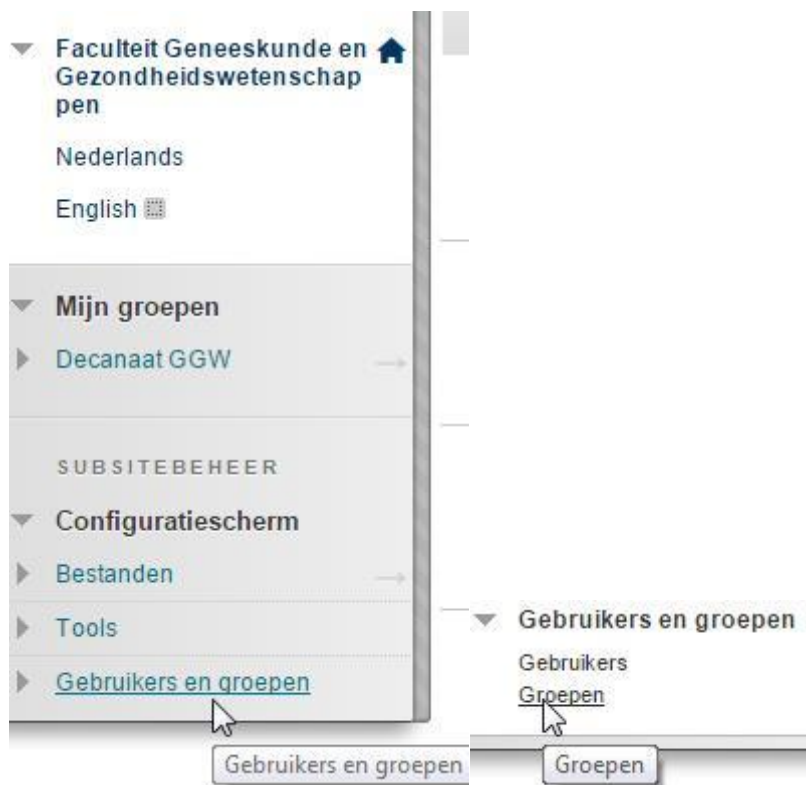 Faculteit Geneeskunde en
Gezondheidswetenschap
pen
Nederlands
English
Mijn groepen
Decanaat GGW
SUBSITEBEHEER
Configuratiescherm
Bestanden
Tools
Gebruikers en groepen
Gebruikers en groepen
Gebruikers en groepen
Gebruikers
Groepen
Groepen